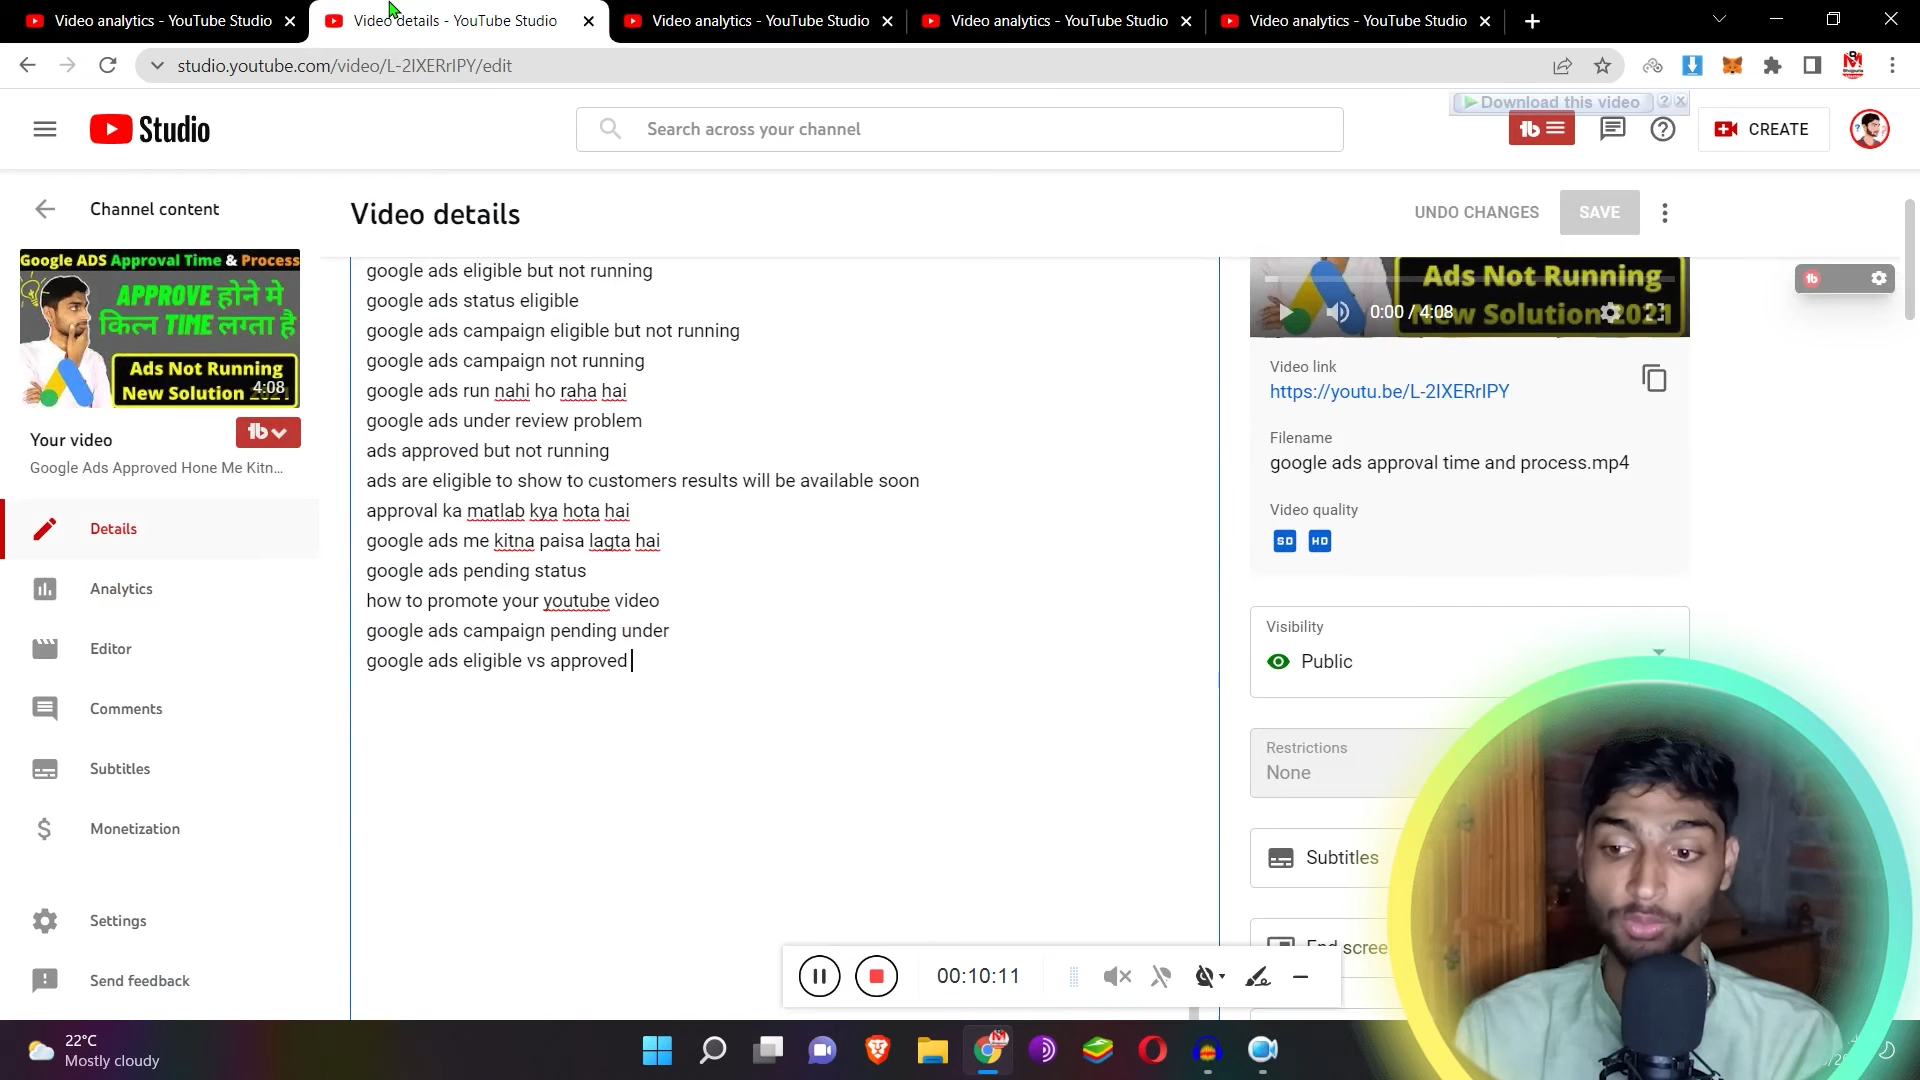 Video analytics - YouTube Studio
Video details - YouTube Studio
Video analytics - YouTube Studio
Video analytics - YouTube Studio
Video analytics - YouTube Studio
studio.youtube.com/video/L-2IXERrIPY/edit
Download this video
Studio
Search across your channel
CREATE
Channel content
Video details
UNDO CHANGES
SAVE
Google ADS Approval Time & Process
APPROVE होने मे
कित्न TIME लगता है
Ads Not Running
New Solution 2021
4:08
Your video
Google Ads Approved Hone Me Kitn...
Details
Analytics
Editor
Comments
Subtitles
Monetization
Settings
Send feedback
google ads eligible but not running
google ads status eligible
google ads campaign eligible but not running
google ads campaign not running
google ads run nahi ho raha hai
google ads under review problem
ads approved but not running
ads are eligible to show to customers results will be available soon
approval ka matlab kya hota hai
google ads me kitna paisa lagta hai
google ads pending status
how to promote your youtube video
google ads campaign pending under
google ads eligible vs approved
Ads Not Running
New Solution 2021
0:00 / 4:08
Video link
https://youtu.be/L-2IXERrIPY
Filename
google ads approval time and process.mp4
Video quality
SD HD
Visibility
Public
Restrictions
None
Subtitles
End scree
00:10:11
22°C
Mostly cloudy